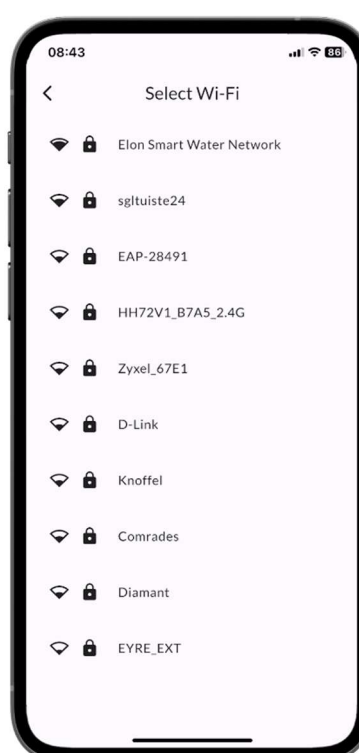 08:43
86
Select Wi-Fi
Elon Smart Water Network
sgltuiste24
EAP-28491
HH72V1_B7A5_2.4G
Zyxel_67E1
D-Link
Knoffel
Comrades
Diamant
EYRE_EXT